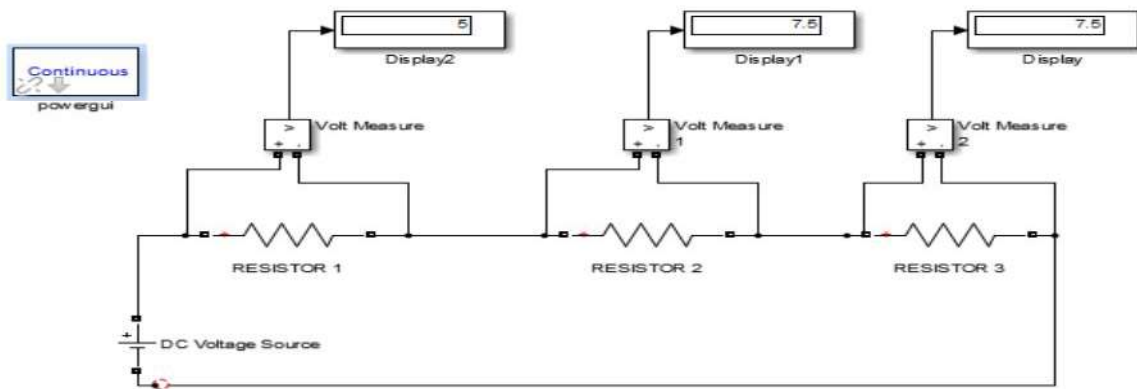 5
7.5
7.5
Display2
Display1
Display
Continuous
powergui
Volt Measure
Volt Measure
1
Volt Measure
2
v
+ -
v
+ -
v
+ -
RESISTOR 1
RESISTOR 2
RESISTOR 3
+
DC Voltage Source